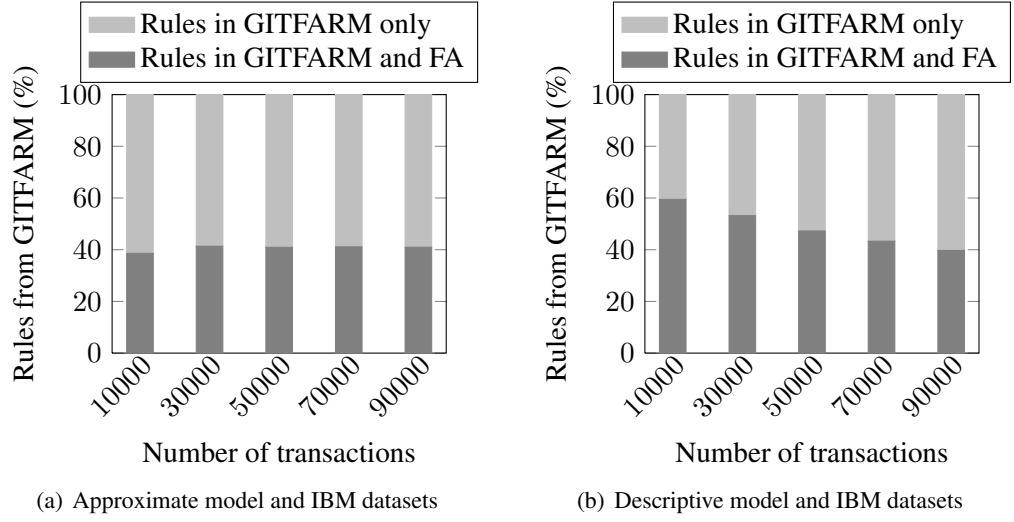 Rules in GITFARM only
Rules in GITFARM and FA
Rules from GITFARM (%)
100
80
60
40
20
0
10000
30000
50000
70000
90000
Number of transactions
(a) Approximate model and IBM datasets
Rules in GITFARM only
Rules in GITFARM and FA
Rules from GITFARM (%)
100
80
60
40
20
0
10000
30000
50000
70000
90000
Number of transactions
(b) Descriptive model and IBM datasets